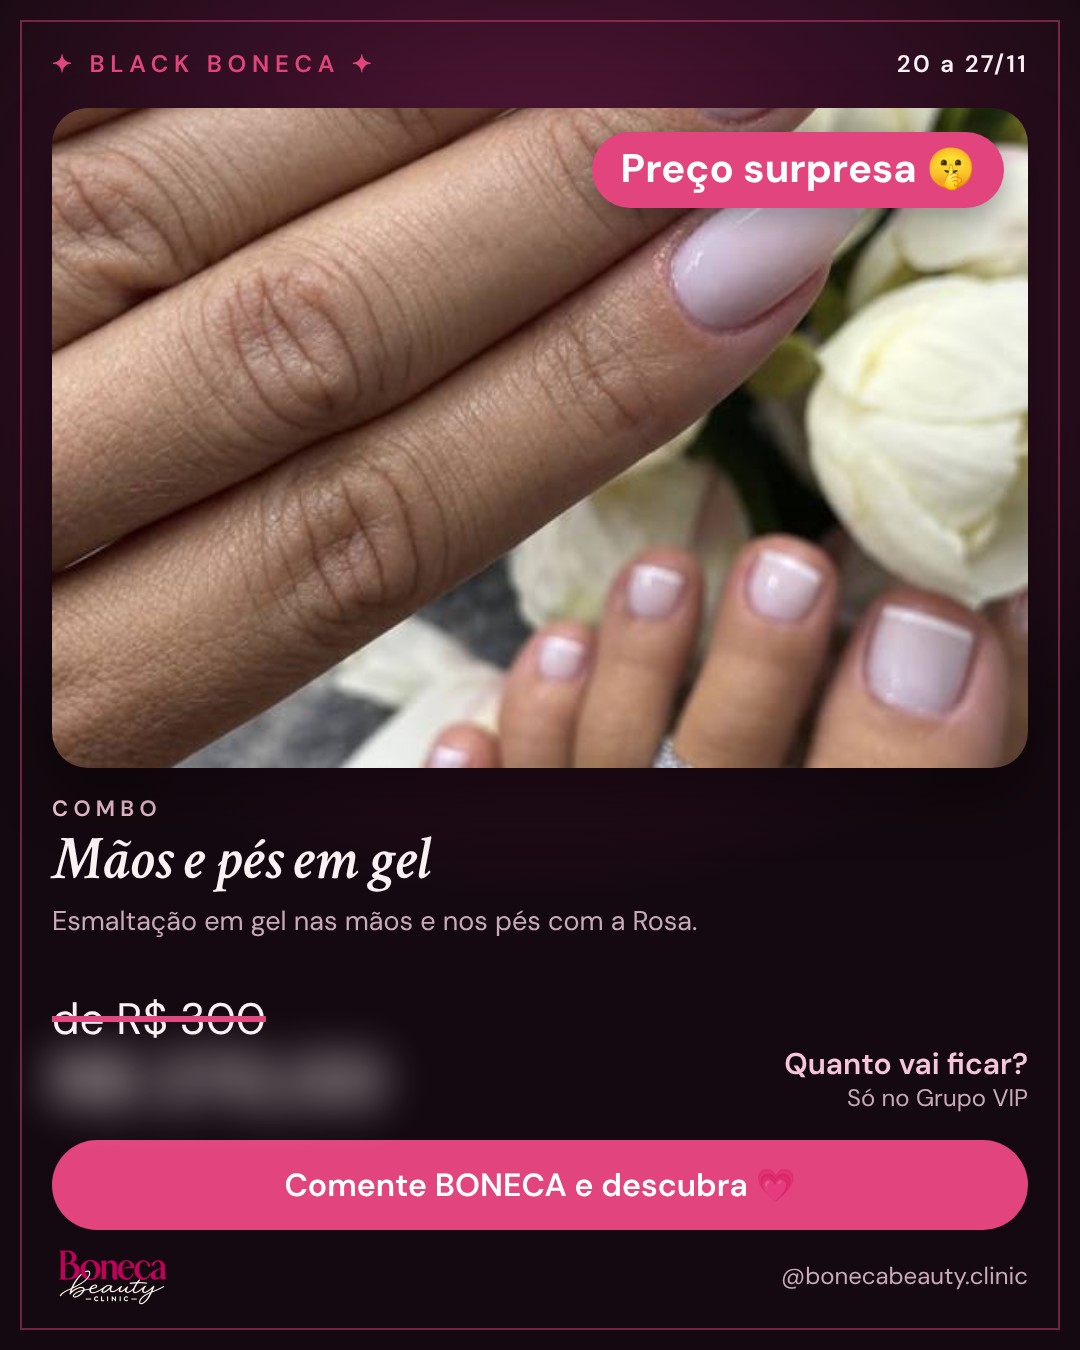 ✦ BLACK BONECA ✦
20 a 27/11
Preço surpresa 🤫
COMBO
Mãos e pés em gel
Esmaltação em gel nas mãos e nos pés com a Rosa.
de R$ 300
Quanto vai ficar?
Só no Grupo VIP
Comente BONECA e descubra 💗
Boneca
beauty
CLINIC
@bonecabeauty.clinic